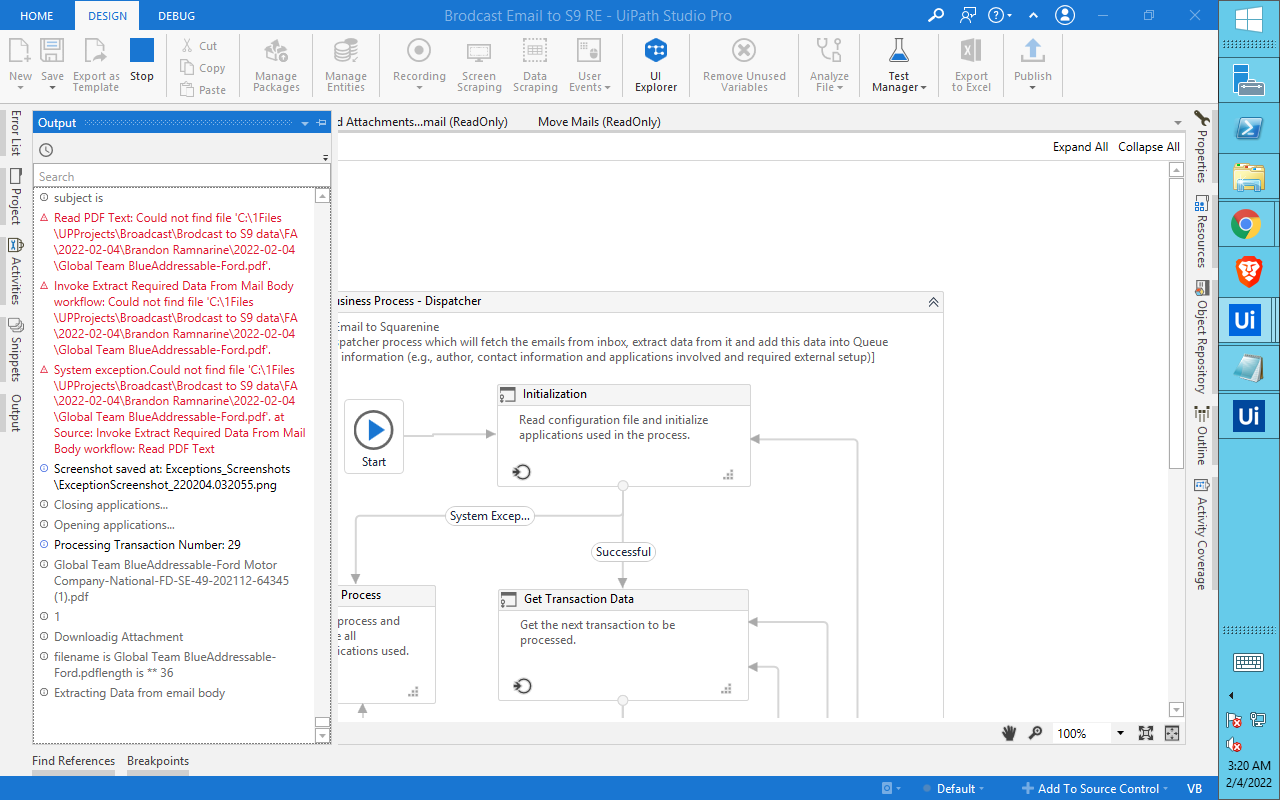 HOME
DESIGN
DEBUG
Brodcast Email to S9 RE - UiPath Studio Pro
New
Save
Export as
Template
Stop
Cut
Copy
Paste
Manage
Packages
Manage
Entities
Recording
Screen
Scraping
Data
Scraping
User
Events
UI
Explorer
Remove Unused
Variables
Analyze
File
Test
Manager
Export
to Excel
Publish
Error List
Project
Activities
Snippets
Output
Output
Search
subject is
Read PDF Text: Could not find file 'C:\1Files
\UPProjects\Broadcast\Brodcast to S9 data\FA
\2022-02-04\Brandon Ramnarine\2022-02-04
\Global Team BlueAddressable-Ford.pdf'.
Invoke Extract Required Data From Mail Body
workflow: Could not find file 'C:\1Files
\UPProjects\Broadcast\Brodcast to S9 data\FA
\2022-02-04\Brandon Ramnarine\2022-02-04
\Global Team BlueAddressable-Ford.pdf'.
System exception.Could not find file 'C:\1Files
\UPProjects\Broadcast\Brodcast to S9 data\FA
\2022-02-04\Brandon Ramnarine\2022-02-04
\Global Team BlueAddressable-Ford.pdf'. at
Source: Invoke Extract Required Data From Mail
Body workflow: Read PDF Text
Screenshot saved at: Exceptions_Screenshots
\ExceptionScreenshot_220204.032055.png
Closing applications...
Opening applications...
Processing Transaction Number: 29
Global Team BlueAddressable-Ford Motor
Company-National-FD-SE-49-202112-64345
(1).pdf
1
Downloadig Attachment
filename is Global Team BlueAddressable-
Ford.pdflength is ** 36
Extracting Data from email body
d Attachments...mail (ReadOnly)
Move Mails (ReadOnly)
Expand All
Collapse All
usiness Process - Dispatcher
Email to Squarenine
patcher process which will fetch the emails from inbox, extract data from it and add this data into Queue
information (e.g., author, contact information and applications involved and required external setup)]
Start
Initialization
Read configuration file and initialize
applications used in the process.
System Excep...
Successful
Process
process and
e all
ications used.
Get Transaction Data
Get the next transaction to be
processed.
100%
Properties
Resources
Object Repository
Outline
Activity Coverage
Find References
Breakpoints
Default
Add To Source Control
VB
Ui
Ui
3:20 AM
2/4/2022